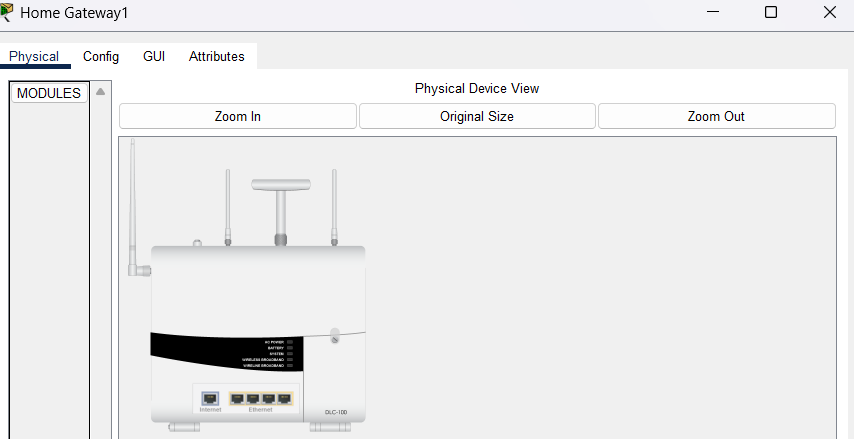 Home Gateway1
Physical Config GUI Attributes
MODULES
Physical Device View
Zoom In Original Size Zoom Out
AC POWER
BATTERY
SYSTEM
WIRELESS BROADBAND
WIRELINE BROADBAND
Internet Ethernet
DLC-100